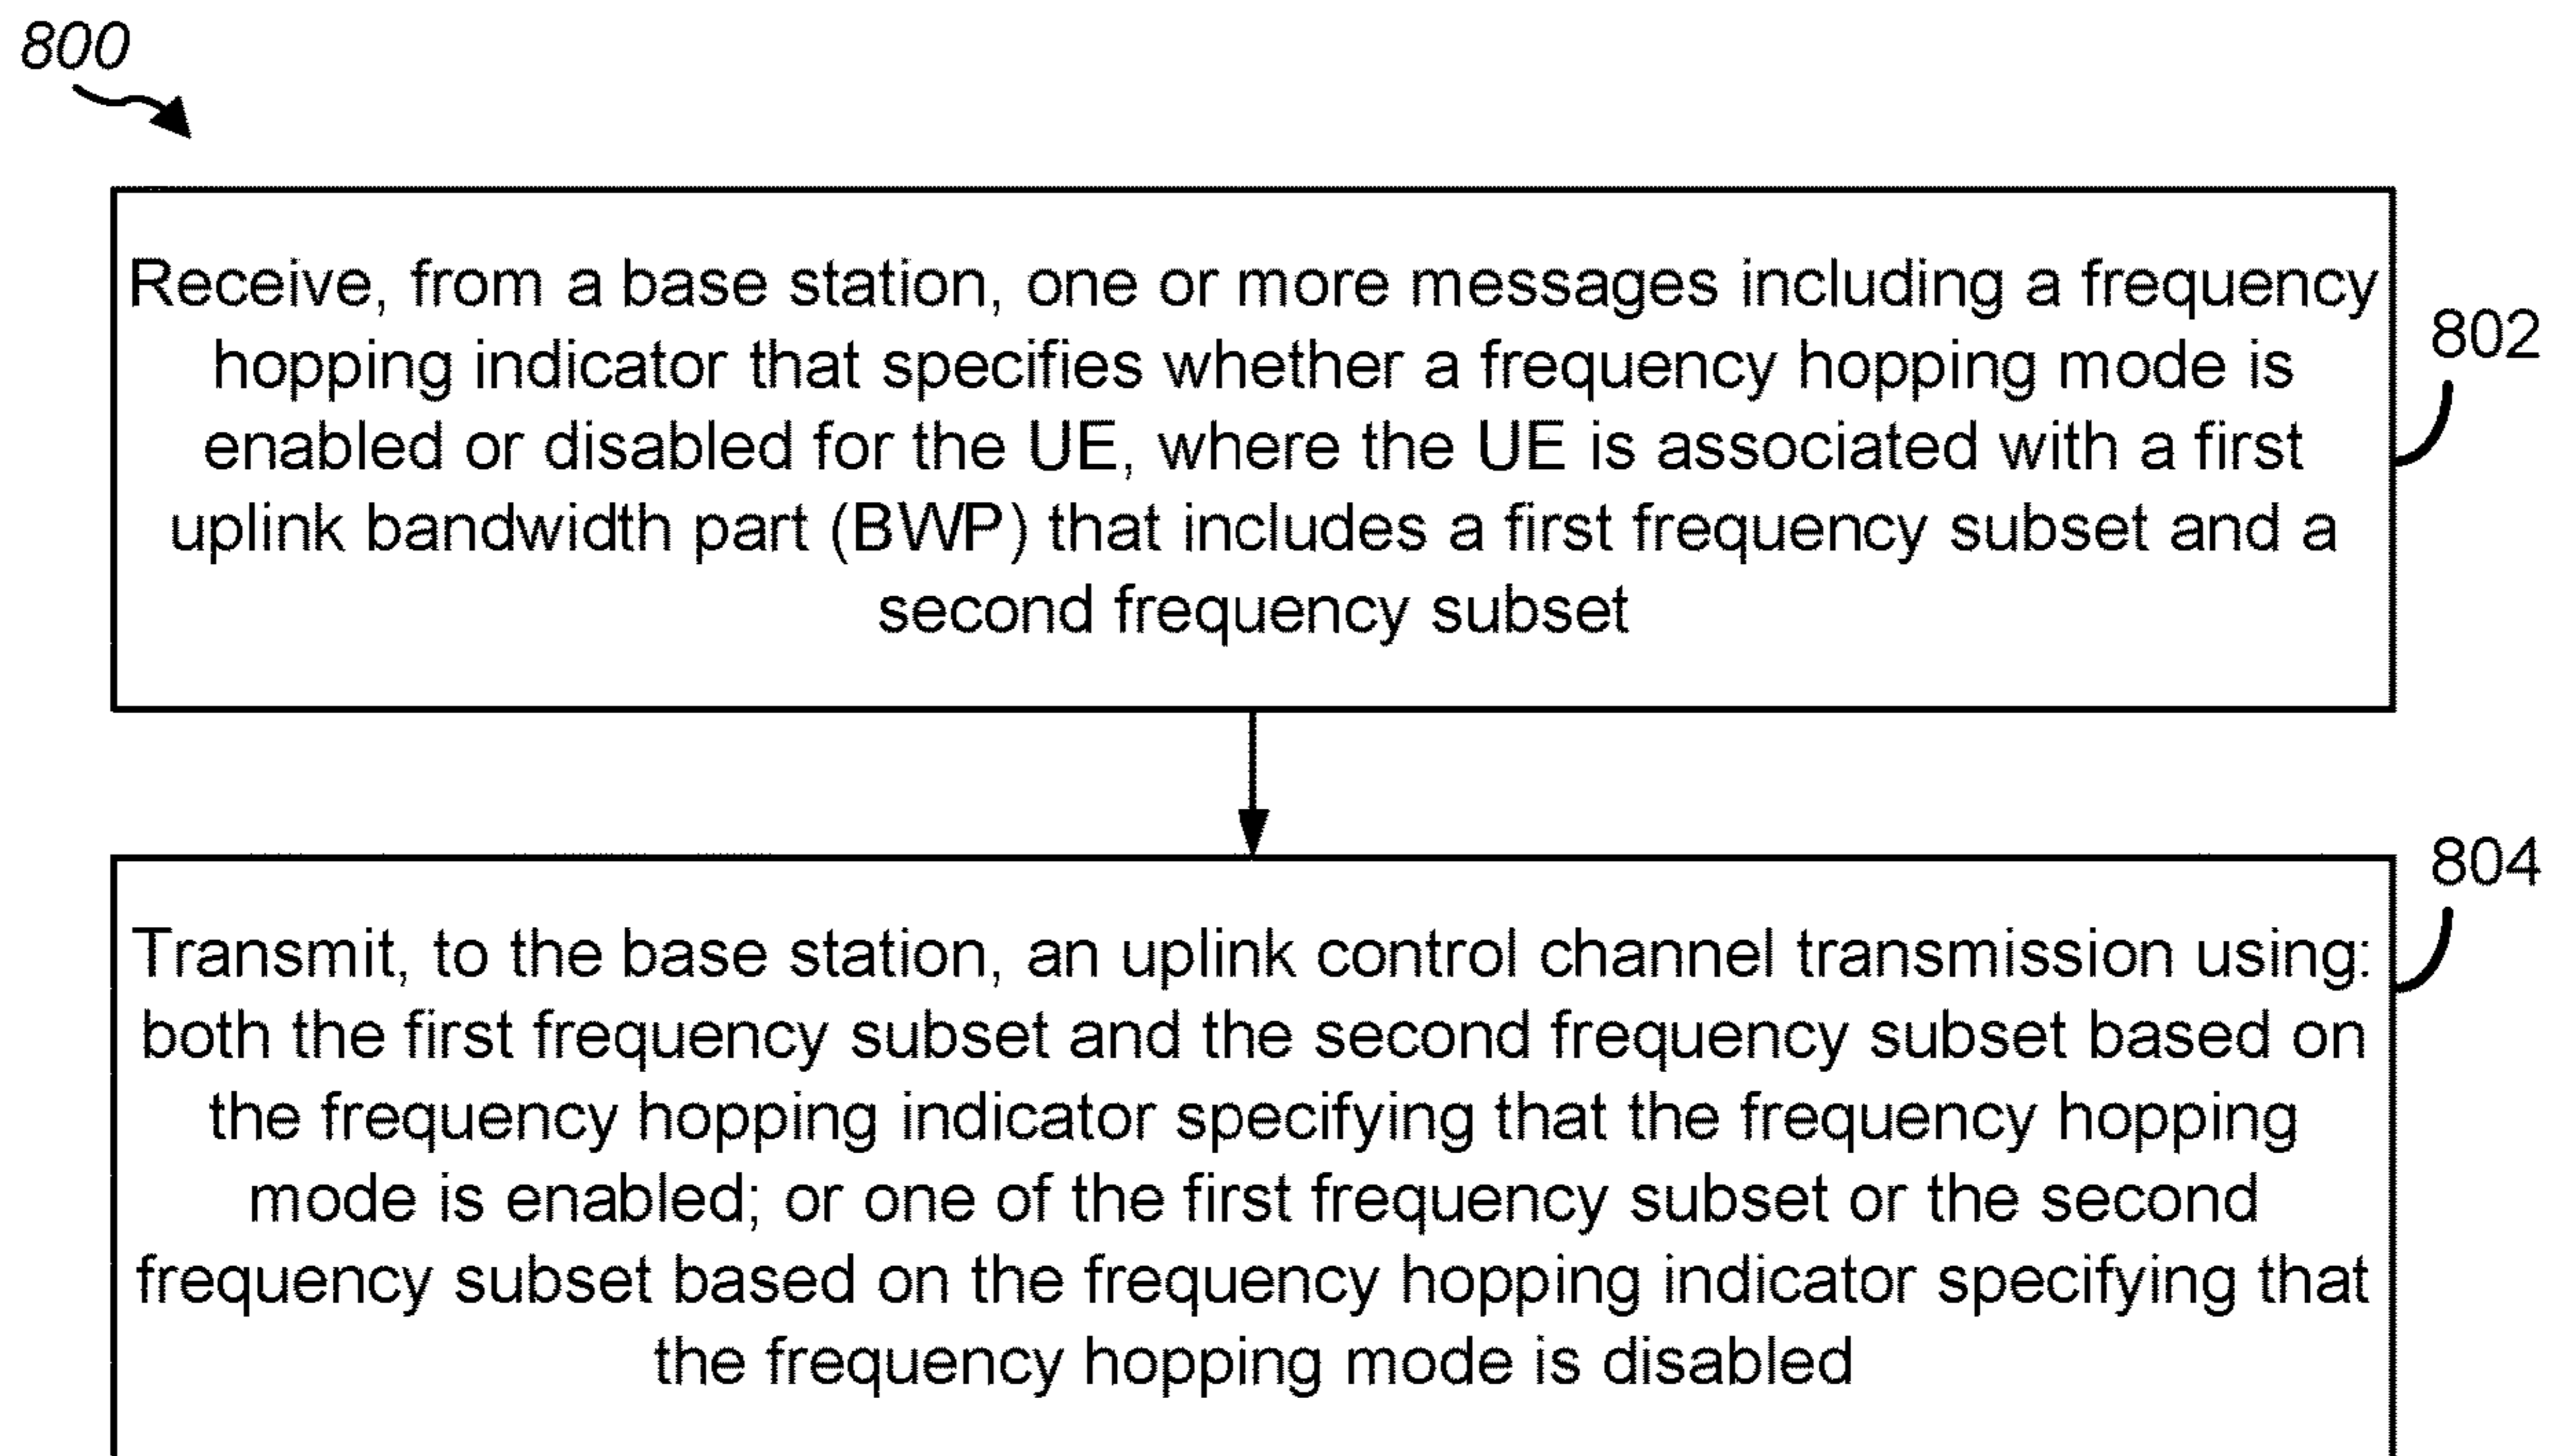 800
Receive, from a base station, one or more messages including a frequency
hopping indicator that specifies whether a frequency hopping mode is
enabled or disabled for the UE, where the UE is associated with a first
uplink bandwidth part (BWP) that includes a first frequency subset and a
second frequency subset
802
Transmit, to the base station, an uplink control channel transmission using:
both the first frequency subset and the second frequency subset based on
the frequency hopping indicator specifying that the frequency hopping
mode is enabled; or one of the first frequency subset or the second
frequency subset based on the frequency hopping indicator specifying that
the frequency hopping mode is disabled
804